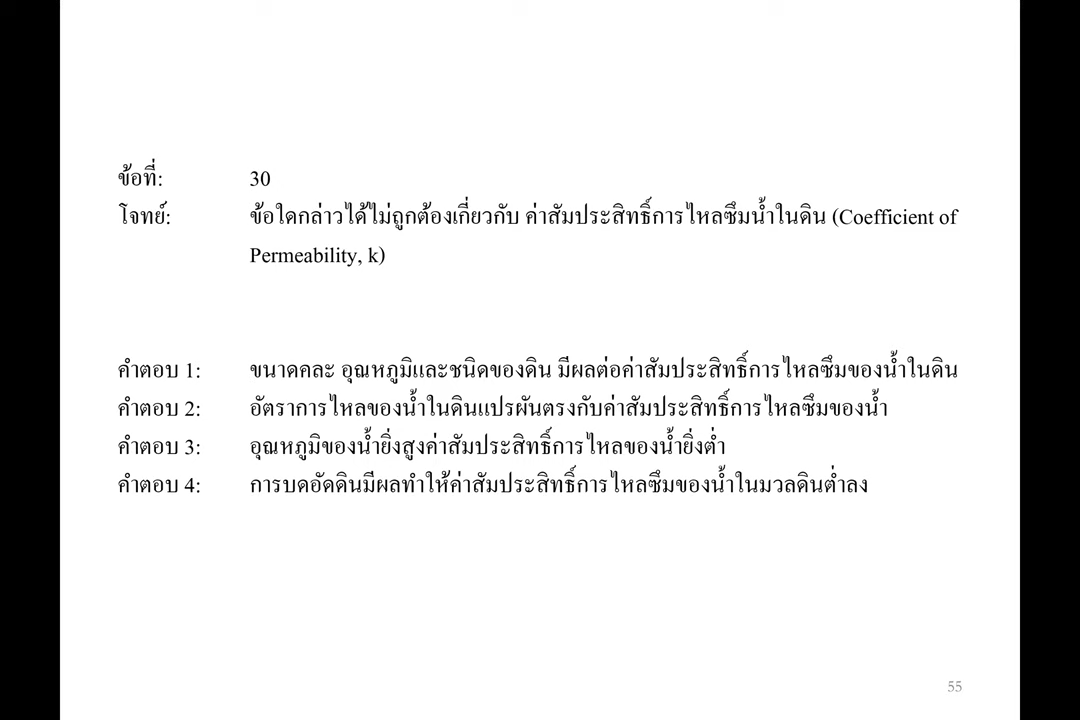 ข้อที่: 30
โจทย์: ข้อใดกล่าวได้ไม่ถูกต้องเกี่ยวกับ ค่าสัมประสิทธิ์การไหลซึมน้ำในดิน (Coefficient of
Permeability, k)
คำตอบ 1: ขนาดคละ อุณหภูมิและชนิดของดิน มีผลต่อค่าสัมประสิทธิ์การไหลซึมของน้ำในดิน
คำตอบ 2: อัตราการไหลของน้ำในดินแปรผันตรงกับค่าสัมประสิทธิ์การไหลซึมของน้ำ
คำตอบ 3: อุณหภูมิของน้ำยิ่งสูงค่าสัมประสิทธิ์การไหลของน้ำยิ่งต่ำ
คำตอบ 4: การบดอัดดินมีผลทำให้ค่าสัมประสิทธิ์การไหลซึมของน้ำในมวลดินต่ำลง
55